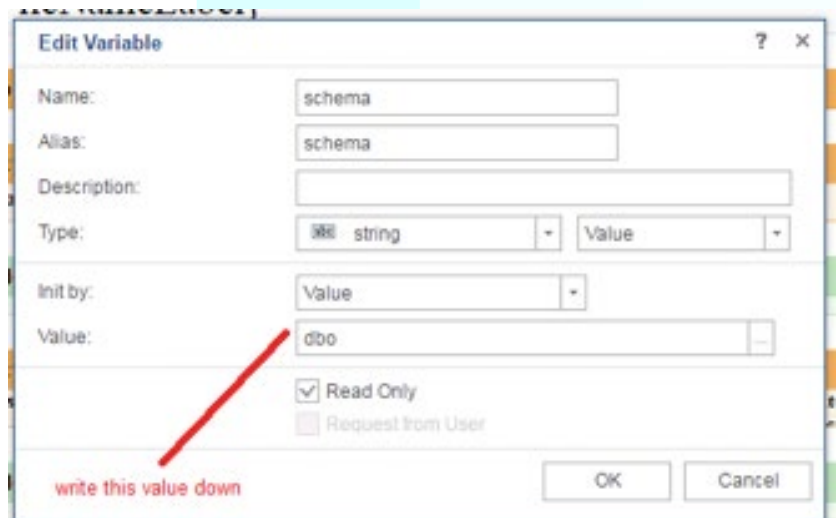 Edit Variable ? ×
Name: schema
Alias: schema
Description:
Type: string Value
Init by: Value
Value: dbo ...
Read Only
Request from User
write this value down
OK Cancel